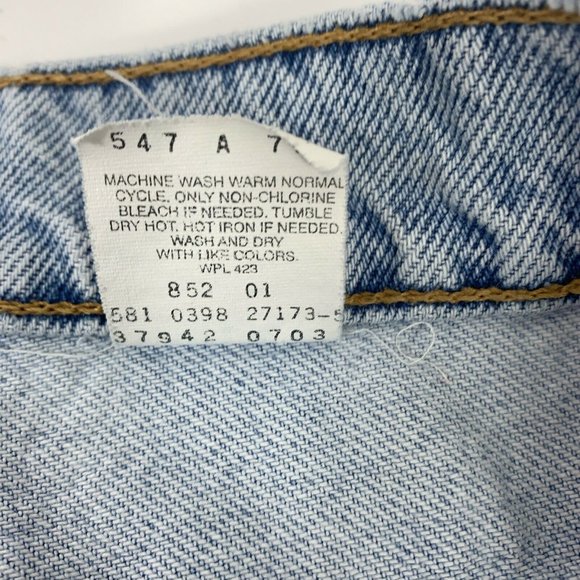 547 A 7
MACHINE WASH WARM NORMAL
CYCLE. ONLY NON-CHLORINE
BLEACH IF NEEDED. TUMBLE
DRY HOT. HOT IRON IF NEEDED.
WASH AND DRY
WITH LIKE COLORS.
WPL 423
852 01
581 0398 27173-5
37942 0703